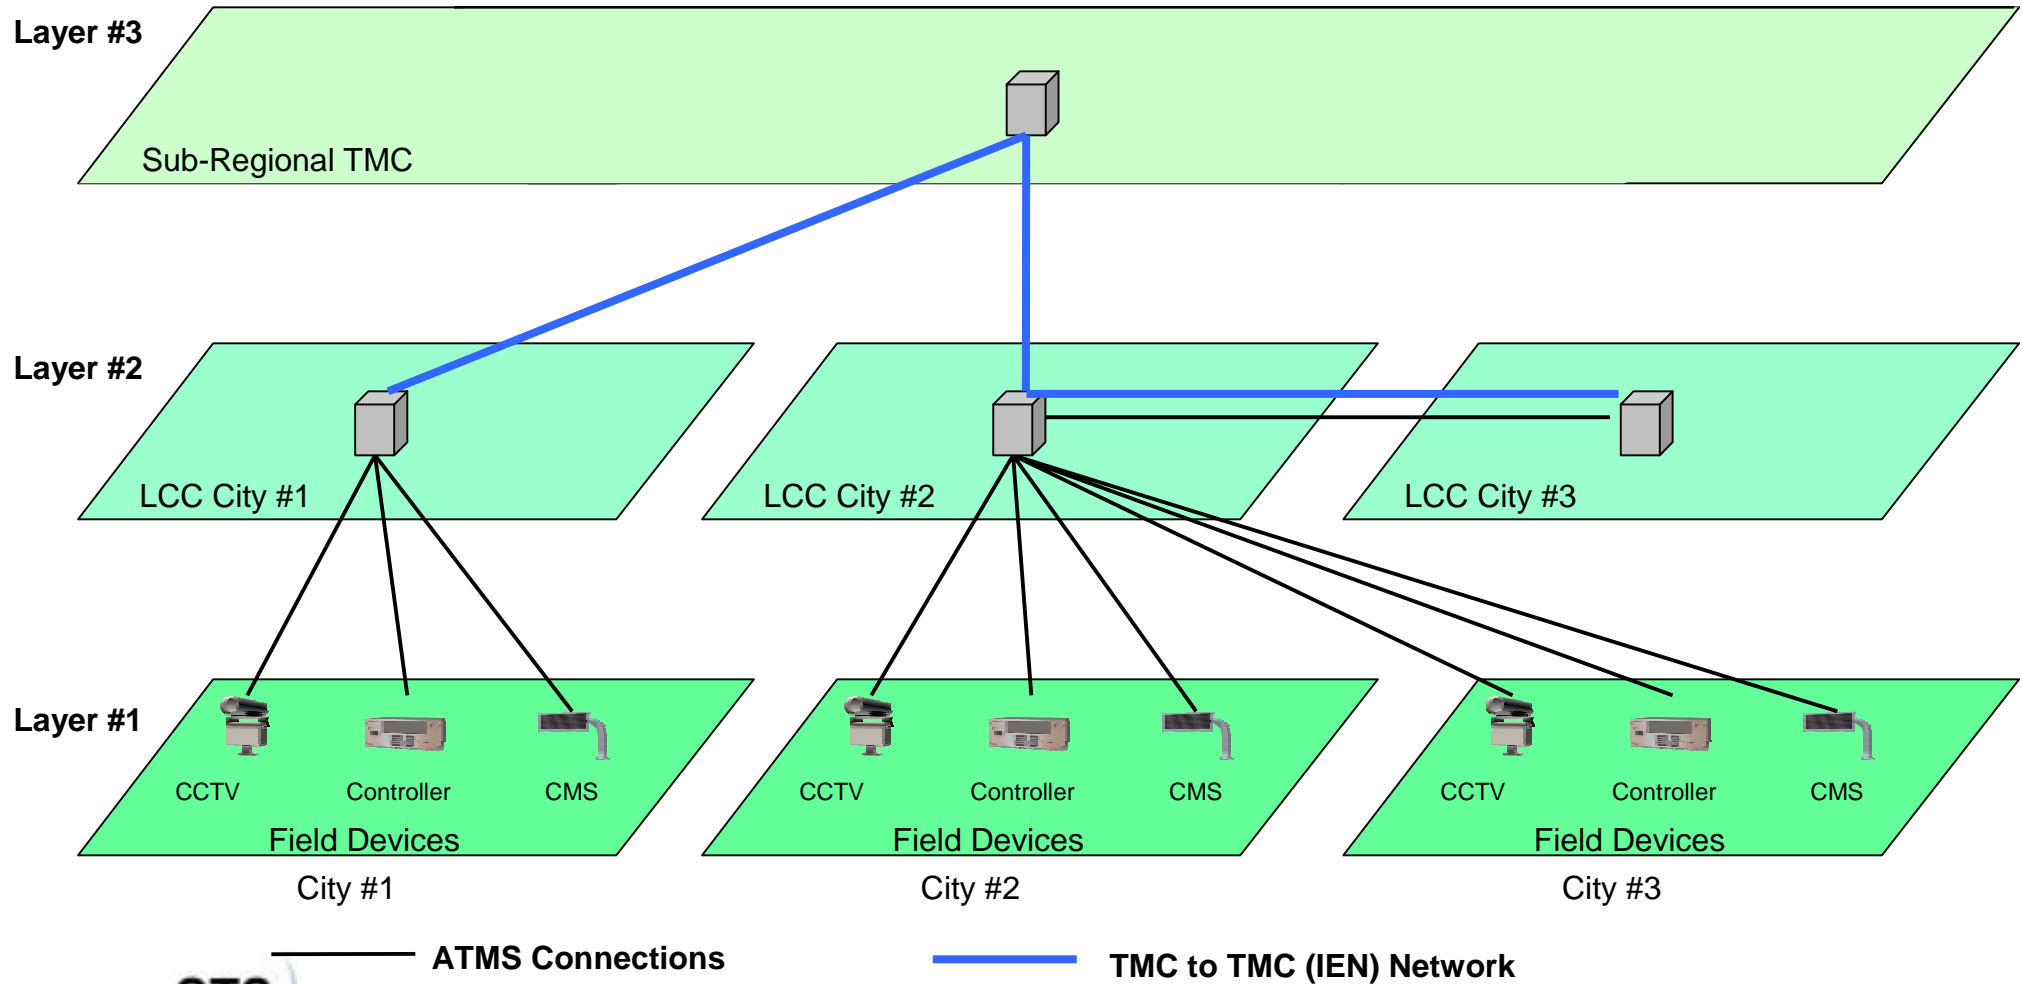 Layer #3
Sub-Regional TMC
Layer #2
LCC City #1
LCC City #2
LCC City #3
Layer #1
CCTV Controller CMS
CCTV Controller CMS
CCTV Controller CMS
Field Devices
Field Devices
Field Devices
City #1
City #2
City #3
ATMS Connections
TMC to TMC (IEN) Network